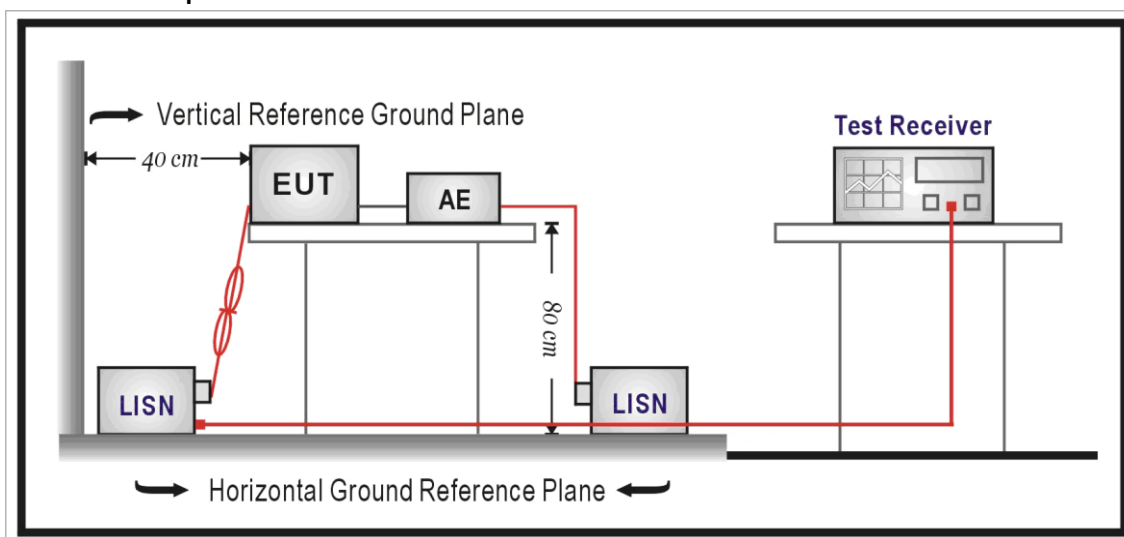 Vertical Reference Ground Plane
Test Receiver
40 cm
EUT
AE
80 cm
LISN
LISN
Horizontal Ground Reference Plane